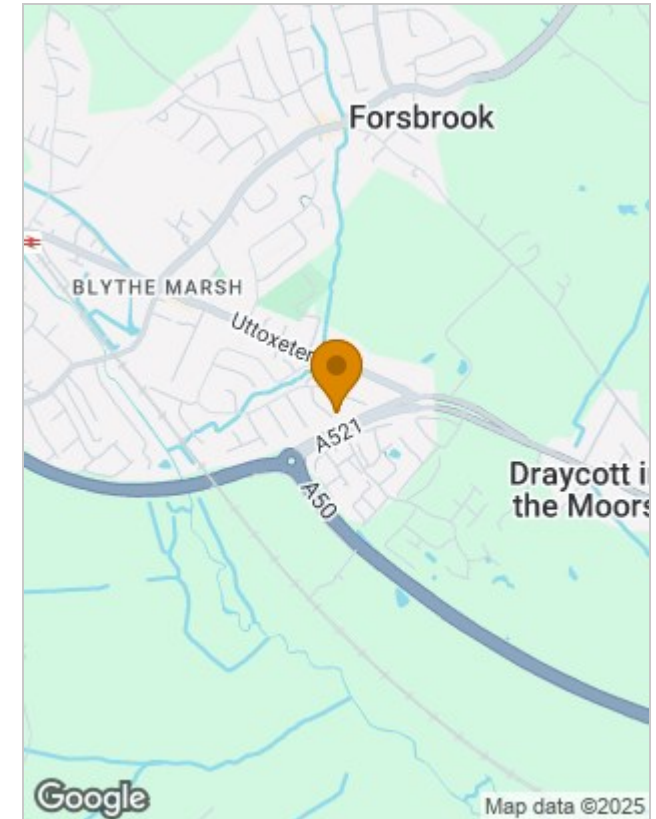 Forsbrook
BLYTHE MARSH
Uttoxeter
A521
Draycott i
the Moors
A50
Google
Map data ©2025